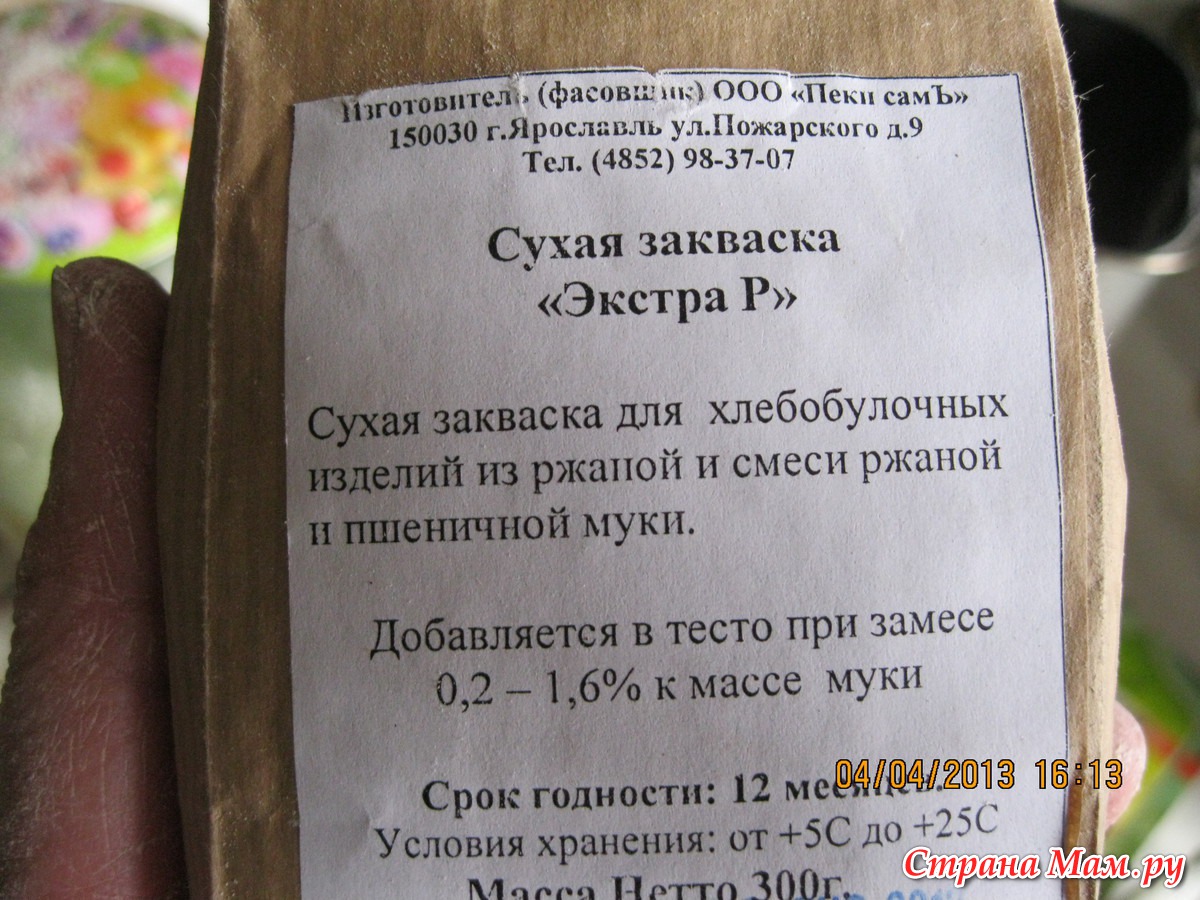 Изготовитель (фасовщик) ООО «Пеки самЪ»
150030 г.Ярославль ул.Пожарского д.9
Тел. (4852) 98-37-07
Сухая закваска
«Экстра Р»
Сухая закваска для хлебобулочных
изделий из ржаной и смеси ржаной
и пшеничной муки.
Добавляется в тесто при замесе
0,2 – 1,6% к массе муки
Срок годности: 12 месяцев.
04/04/2013 16:13
Условия хранения: от +5С до +25С
Масса Нетто 300г.
Страна Мам.ру